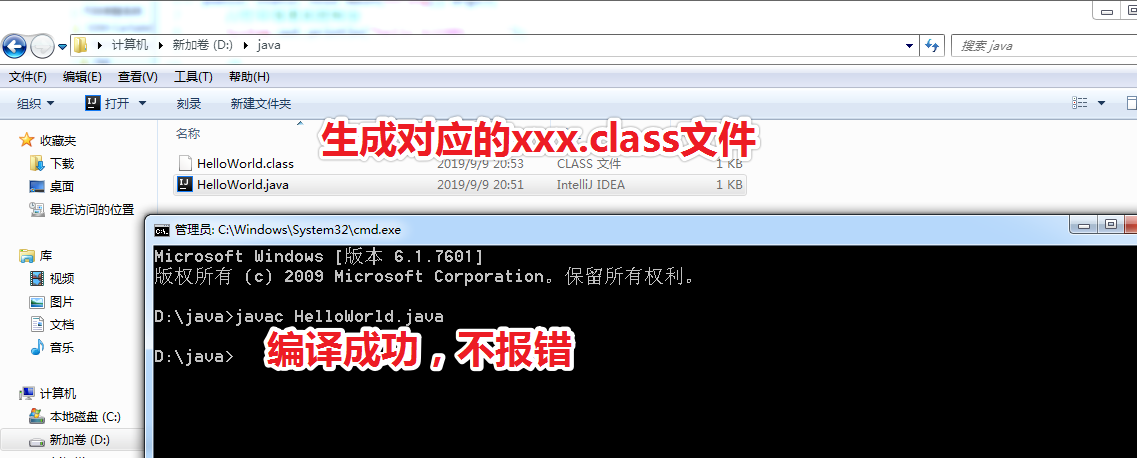 计算机 ▸ 新加卷 (D:) ▸ java
搜索 java
文件(F) 编辑(E) 查看(V) 工具(T) 帮助(H)
组织 打开 刻录 新建文件夹
收藏夹
下载
桌面
最近访问的位置
库
视频
图片
文档
音乐
计算机
本地磁盘 (C:)
新加卷 (D:)
名称
生成对应的xxx.class文件
HelloWorld.class 2019/9/9 20:53 CLASS 文件 1 KB
HelloWorld.java 2019/9/9 20:51 IntelliJ IDEA 1 KB
管理员: C:\Windows\System32\cmd.exe
Microsoft Windows [版本 6.1.7601]
版权所有 (c) 2009 Microsoft Corporation。保留所有权利。
D:\java>javac HelloWorld.java
编译成功，不报错
D:\java>